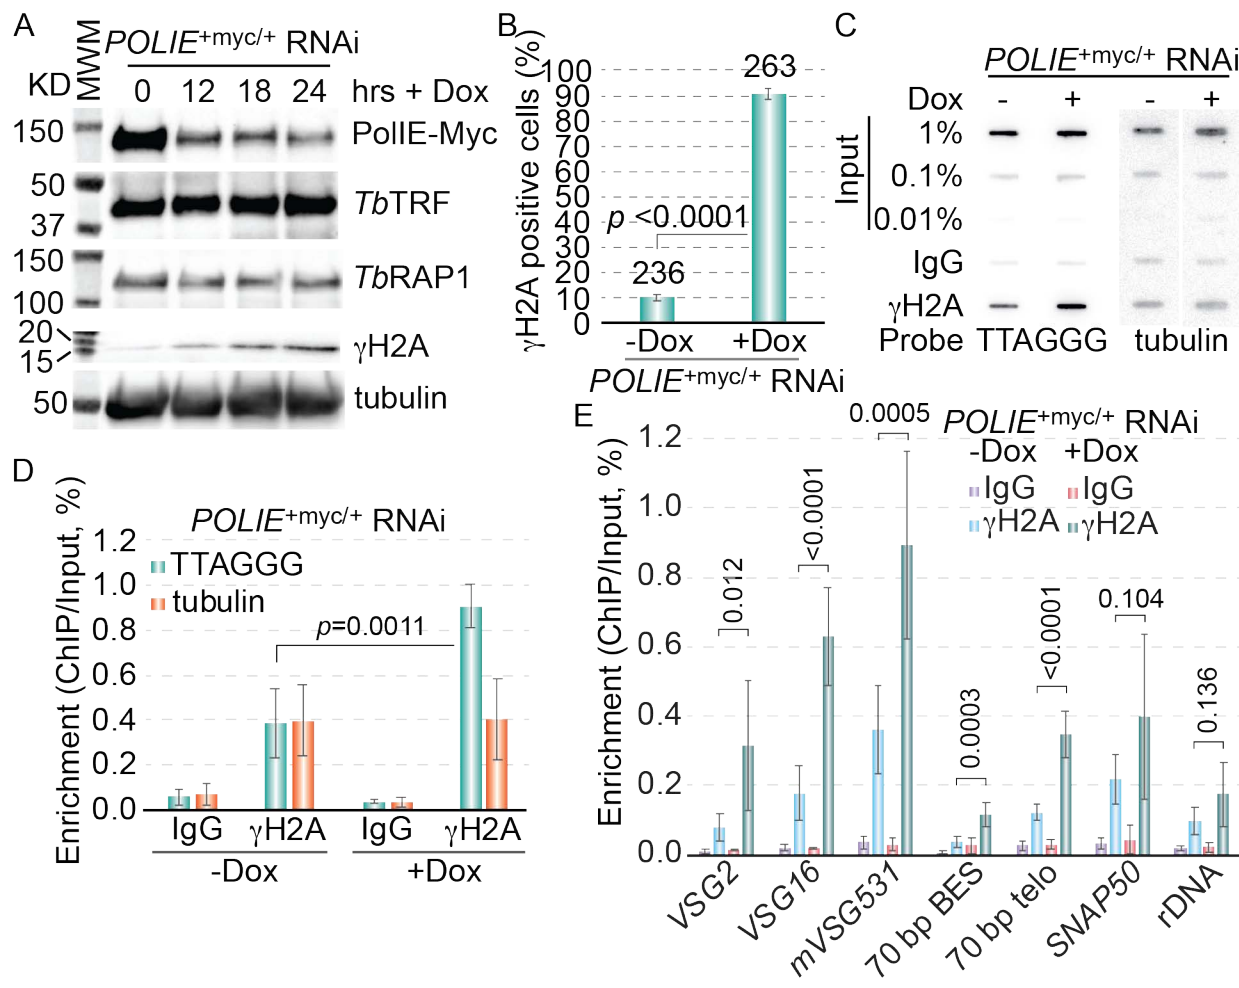 A
MWM
POLIE+myc/+ RNAi
KD
0 12 18 24 hrs + Dox
150
PolIE-Myc
50
37
TbTRF
150
100
TbRAP1
20
15
γH2A
50
tubulin
B
γH2A positive cells (%)
100
90
80
70
60
50
40
30
20
10
0
263
p <0.0001
236
-Dox +Dox
POLIE+myc/+ RNAi
C
POLIE+myc/+ RNAi
Dox - + - +
Input
1%
0.1%
0.01%
IgG
γH2A
Probe TTAGGG tubulin
D
POLIE+myc/+ RNAi
Enrichment (ChIP/Input, %)
1.2
1.0
0.8
0.6
0.4
0.2
0.0
TTAGGG
tubulin
p=0.0011
IgG γH2A IgG γH2A
-Dox +Dox
E
POLIE+myc/+ RNAi
-Dox +Dox
IgG IgG
γH2A γH2A
Enrichment (ChIP/Input, %)
1.2
1.0
0.8
0.6
0.4
0.2
0.0
0.012
<0.0001
0.0005
0.0003
<0.0001
0.104
0.136
VSG2
VSG16
mVSG531
70 bp BES
70 bp telo
SNAP50
rDNA